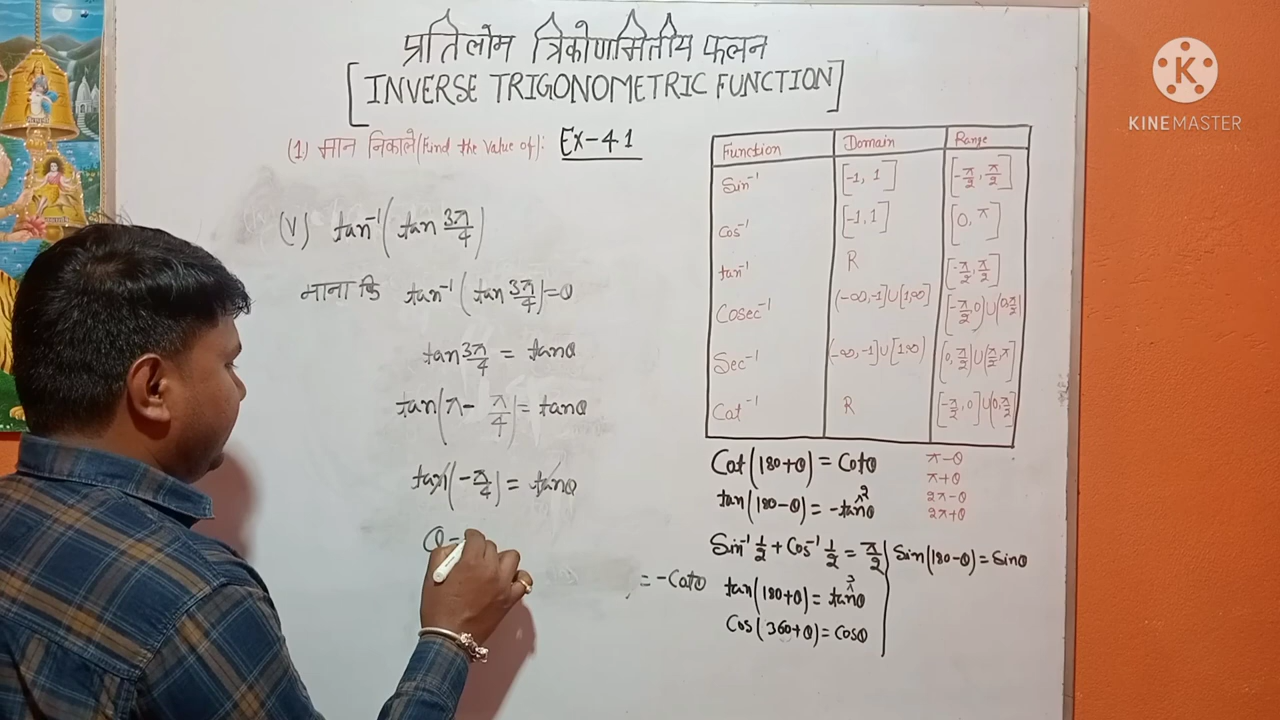 प्रतिलोम त्रिकोणमितीय फलन
[INVERSE TRIGONOMETRIC FUNCTION]
(1) मान निकाले (Find the value of): Ex-4.1
(V) tan⁻¹(tan 3π/4)
माना कि tan⁻¹(tan 3π/4)=θ
tan 3π/4 = tanθ
tan(π- π/4)= tanθ
tan(-π/4) = tanθ
θ=
Function Domain Range
Sin⁻¹ [-1, 1] [-π/2, π/2]
Cos⁻¹ [-1,1] [0, π]
tan⁻¹ R [-π/2, π/2]
Cosec⁻¹ (-∞,-1]∪[1,∞) [-π/2,0)∪(0,π/2]
Sec⁻¹ (-∞,-1]∪[1,∞) [0,π/2)∪(π/2,π]
Cat⁻¹ R [-π/2,0]∪(0,π/2]
Cat(180+θ) = Cotθ
tan(180-θ) = -tanθ
π-θ
π+θ
2π-θ
2π+θ
Sin⁻¹ 1/2 + Cos⁻¹ 1/2 = π/2
Sin(180-θ)=Sinθ
= -Cotθ
tan(180+θ) = tanθ
Cos(360+θ)=Cosθ
K
KINEMASTER